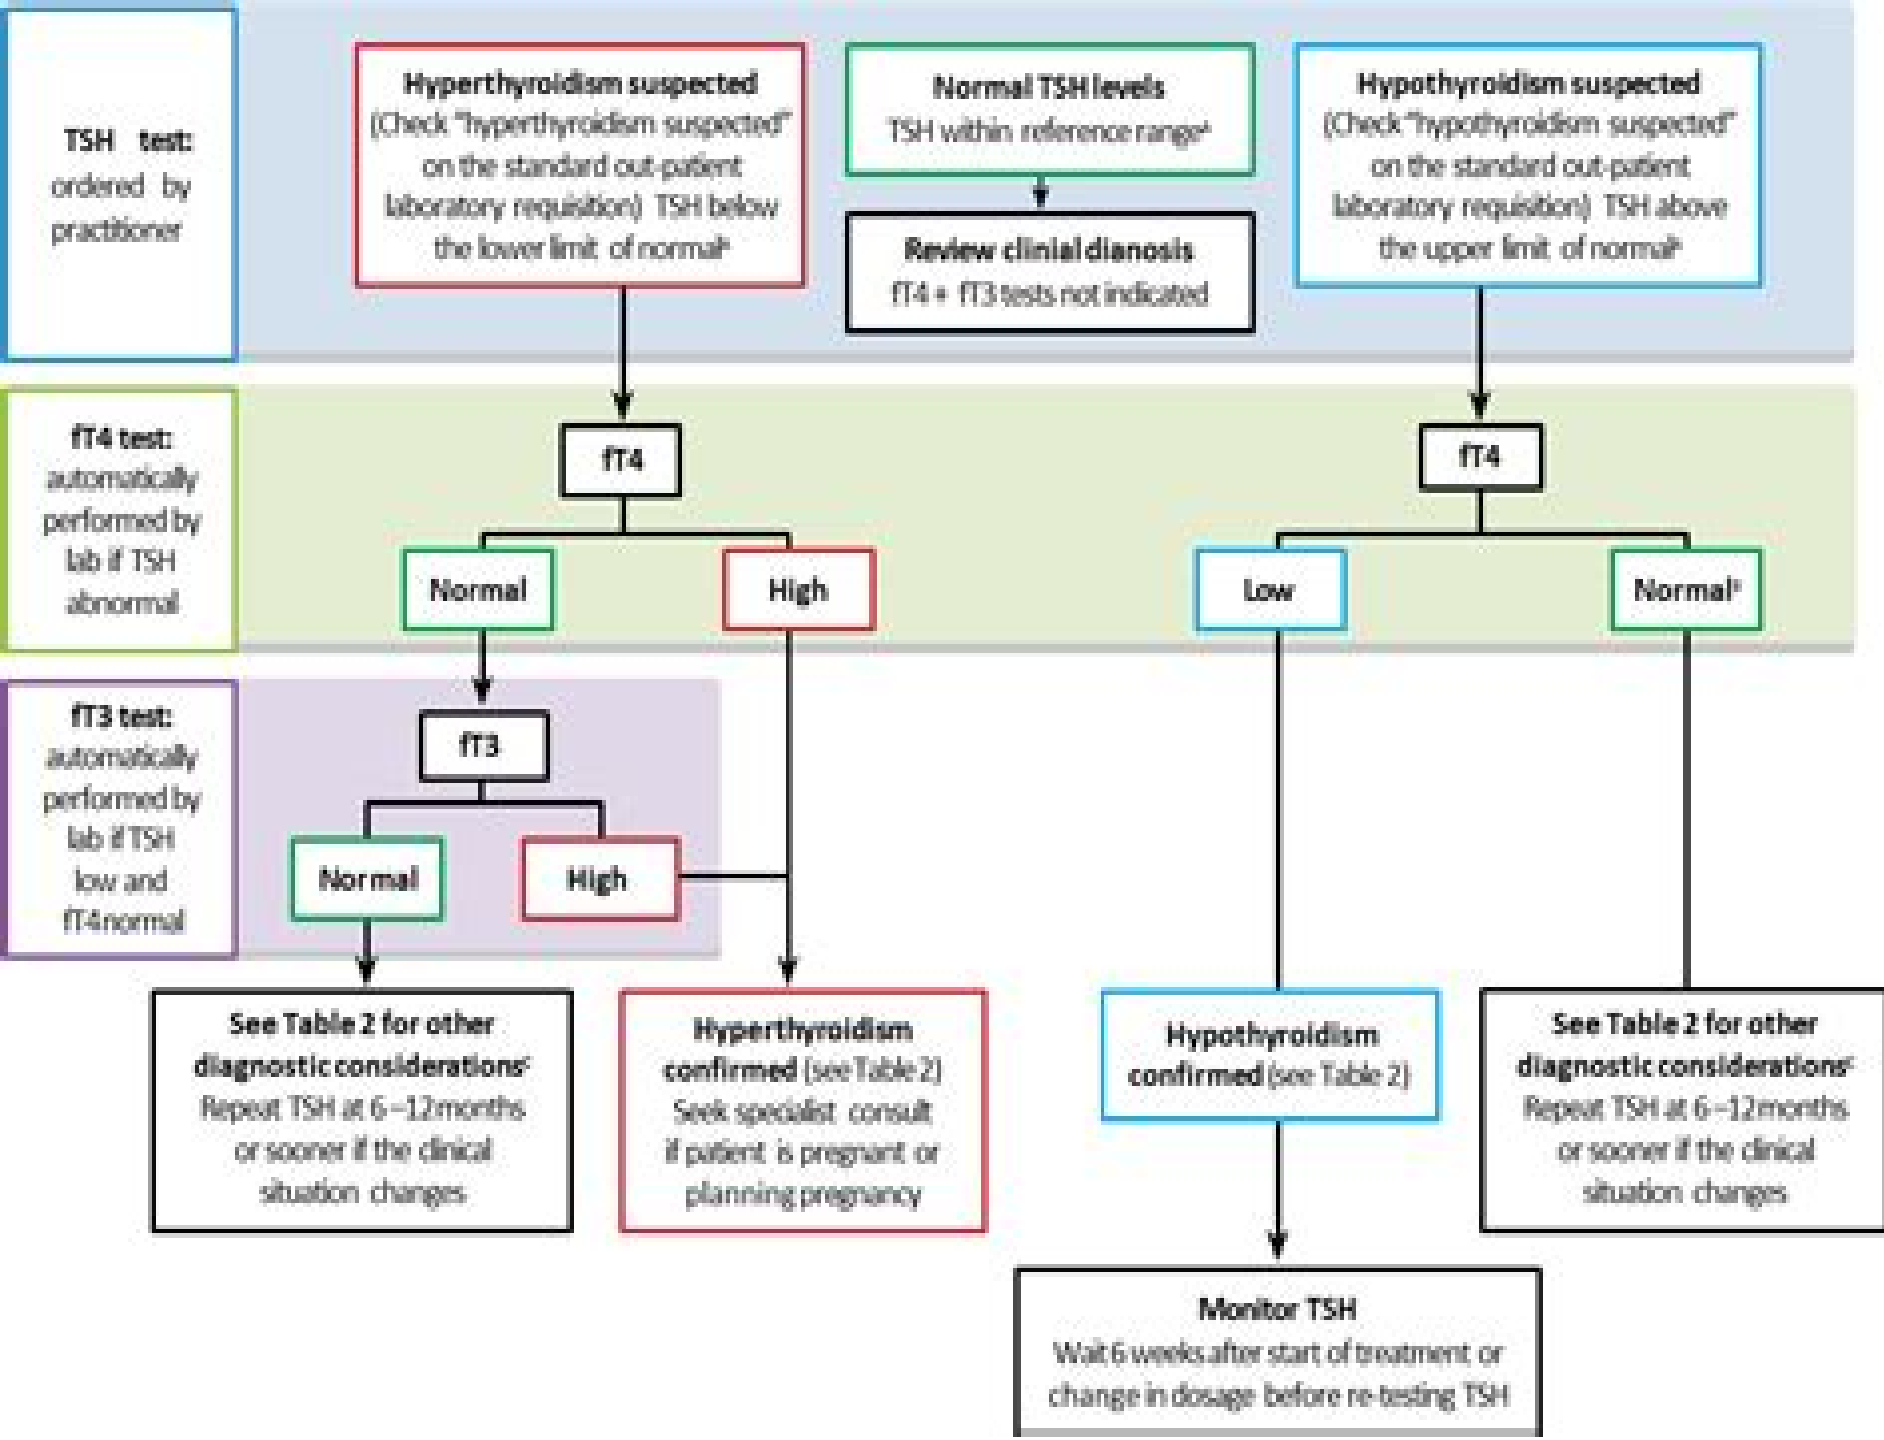 TSH test:
ordered by
practitioner
Hyperthyroidism suspected
(Check "hyperthyroidism suspected"
on the standard out-patient
laboratory requisition) TSH below
the lower limit of normal
Normal TSH levels
TSH within reference range
Review clinial dianosis
fT4 + fT3 tests not indicated
Hypothyroidism suspected
(Check "hypothyroidism suspected"
on the standard out-patient
laboratory requisition) TSH above
the upper limit of normal
fT4 test:
automatically
performed by
lab if TSH
abnormal
fT4
Normal
High
fT4
Low
Normal
fT3 test:
automatically
performed by
lab if TSH
low and
fT4 normal
fT3
Normal
High
See Table 2 for other
diagnostic considerationsᶜ
Repeat TSH at 6–12 months
or sooner if the clinical
situation changes
Hyperthyroidism
confirmed (see Table 2)
Seek specialist consult
if patient is pregnant or
planning pregnancy
Hypothyroidism
confirmed (see Table 2)
See Table 2 for other
diagnostic considerationsᶜ
Repeat TSH at 6–12 months
or sooner if the clinical
situation changes
Monitor TSH
Wait 6 weeks after start of treatment or
change in dosage before re-testing TSH